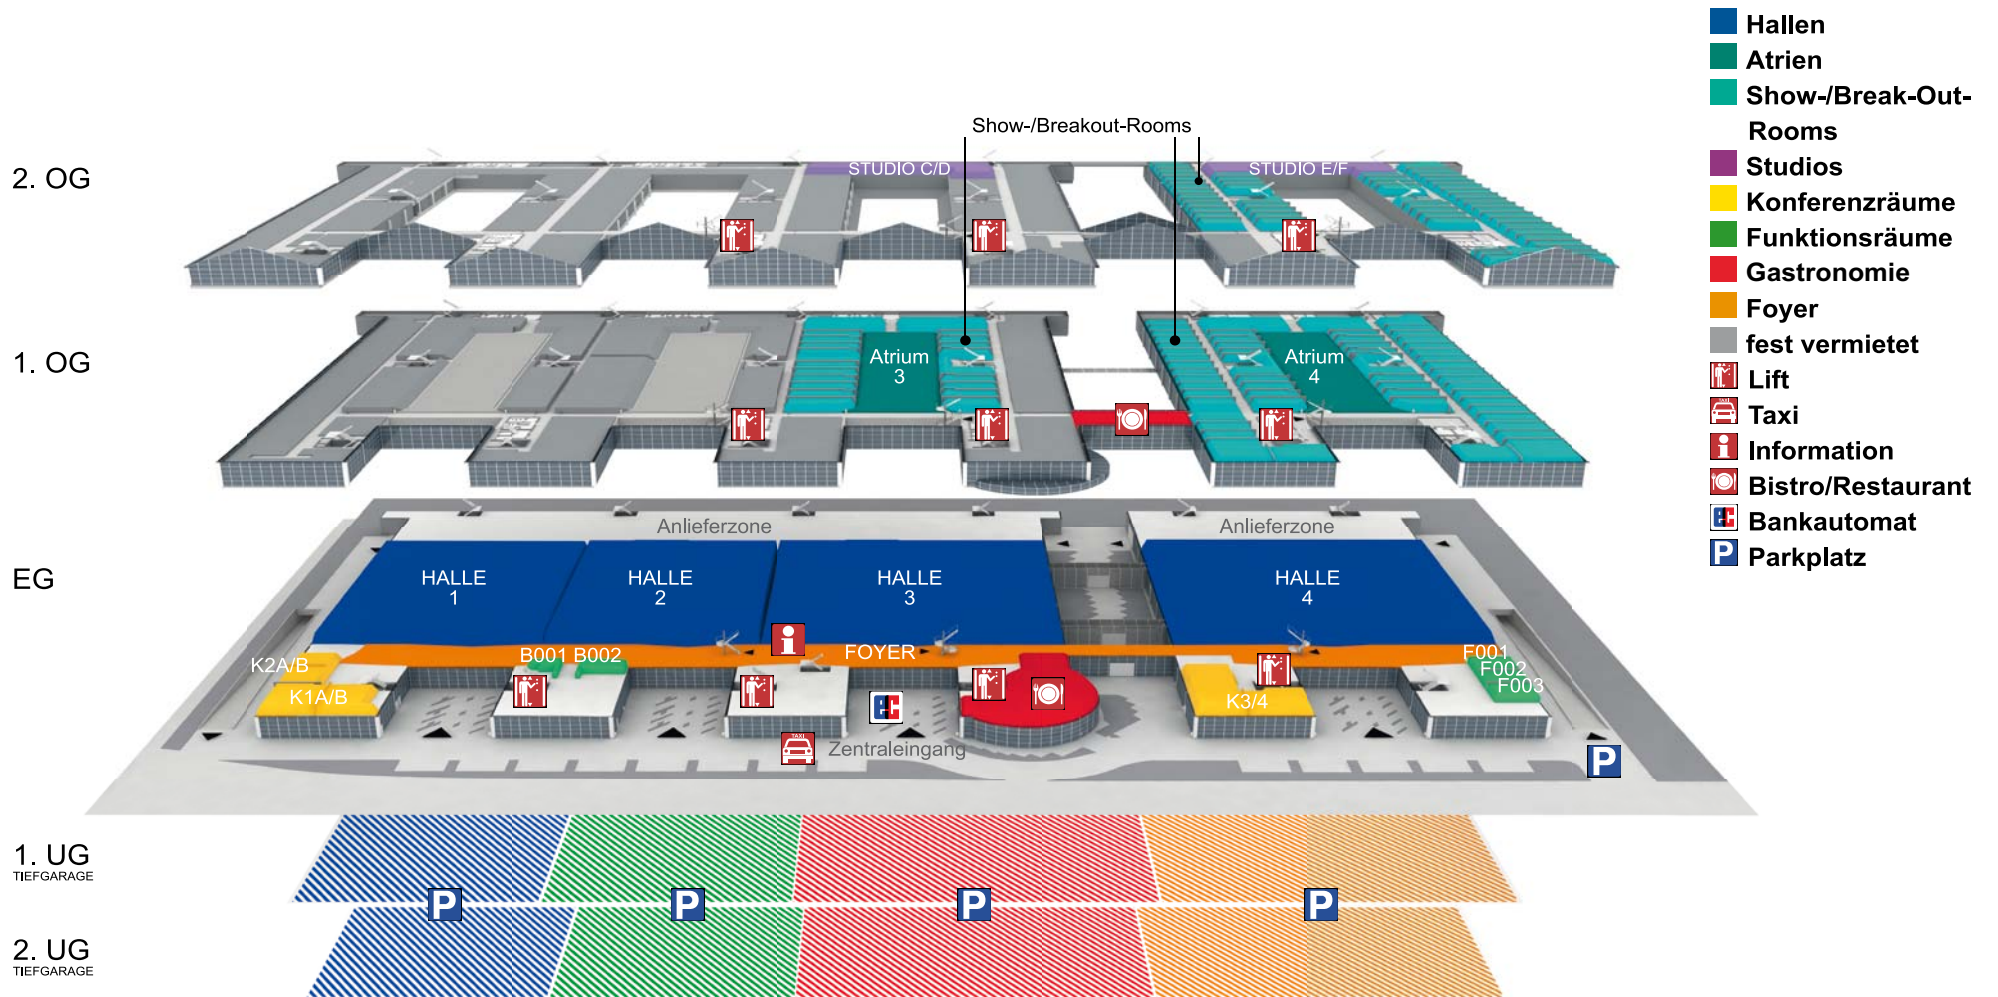 Hallen
Atrien
Show-/Break-Out-
Rooms
Studios
Konferenzräume
Funktionsräume
Gastronomie
Foyer
fest vermietet
Lift
TAXI
Taxi
Information
Bistro/Restaurant
Bankautomat
P
Parkplatz
Show-/Breakout-Rooms
2. OG
STUDIO C/D
STUDIO E/F
1. OG
Atrium
3
Atrium
4
EG
Anlieferzone
Anlieferzone
HALLE
1
HALLE
2
HALLE
3
HALLE
4
FOYER
K2A/B
B001 B002
F001
F002
F003
K1A/B
K3/4
TAXI
Zentraleingang
P
1. UG
TIEFGARAGE
P
P
P
P
2. UG
TIEFGARAGE